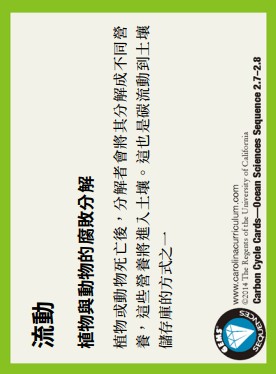 流動
植物與動物的腐敗分解
植物或動物死亡後，分解者會將其分解成不同營
養，這些營養將進入土壤。這也是碳流動到土壤
儲存庫的方式之一
www.carolinacurriculum.com
©2014 The Regents of the University of California
Carbon Cycle Cards—Ocean Sciences Sequence 2.7–2.8
SEQUENCES